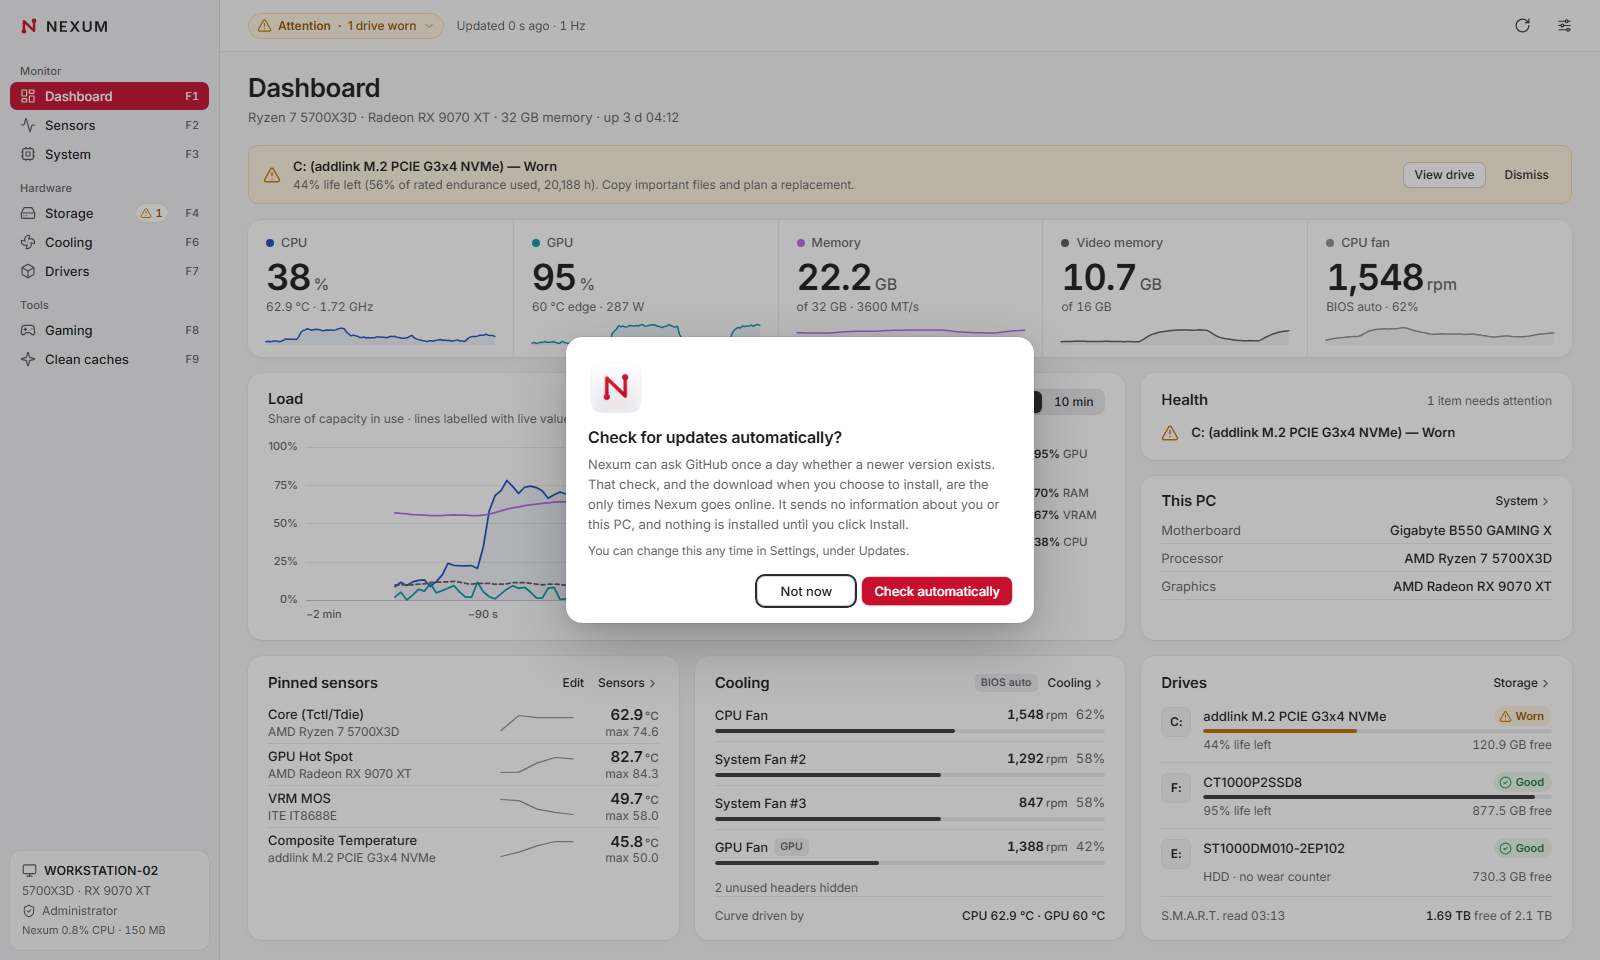 NEXUM
Attention · 1 drive worn
Updated 0 s ago · 1 Hz
Monitor
Dashboard F1
Sensors F2
System F3
Hardware
Storage 1 F4
Cooling F6
Drivers F7
Tools
Gaming F8
Clean caches F9
WORKSTATION-02
5700X3D · RX 9070 XT
Administrator
Nexum 0.8% CPU · 150 MB
Dashboard
Ryzen 7 5700X3D · Radeon RX 9070 XT · 32 GB memory · up 3 d 04:12
C: (addlink M.2 PCIE G3x4 NVMe) — Worn
44% life left (56% of rated endurance used, 20,188 h). Copy important files and plan a replacement.
View drive
Dismiss
CPU
38 %
62.9 °C · 1.72 GHz
GPU
95 %
60 °C edge · 287 W
Memory
22.2 GB
of 32 GB · 3600 MT/s
Video memory
10.7 GB
of 16 GB
CPU fan
1,548 rpm
BIOS auto · 62%
Load
Share of capacity in use · lines labelled with live value
10 min
100%
75%
50%
25%
0%
−2 min
−90 s
95% GPU
70% RAM
67% VRAM
38% CPU
Check for updates automatically?
Nexum can ask GitHub once a day whether a newer version exists.
That check, and the download when you choose to install, are the
only times Nexum goes online. It sends no information about you or
this PC, and nothing is installed until you click Install.
You can change this any time in Settings, under Updates.
Not now
Check automatically
Health
1 item needs attention
C: (addlink M.2 PCIE G3x4 NVMe) — Worn
This PC
System
Motherboard Gigabyte B550 GAMING X
Processor AMD Ryzen 7 5700X3D
Graphics AMD Radeon RX 9070 XT
Pinned sensors
Edit
Sensors
Core (Tctl/Tdie) 62.9 °C
AMD Ryzen 7 5700X3D max 74.6
GPU Hot Spot 82.7 °C
AMD Radeon RX 9070 XT max 84.3
VRM MOS 49.7 °C
ITE IT8688E max 58.0
Composite Temperature 45.8 °C
addlink M.2 PCIE G3x4 NVMe max 50.0
Cooling
BIOS auto
Cooling
CPU Fan 1,548 rpm 62%
System Fan #2 1,292 rpm 58%
System Fan #3 847 rpm 58%
GPU Fan GPU 1,388 rpm 42%
2 unused headers hidden
Curve driven by CPU 62.9 °C · GPU 60 °C
Drives
Storage
C: addlink M.2 PCIE G3x4 NVMe Worn
44% life left 120.9 GB free
F: CT1000P2SSD8 Good
95% life left 877.5 GB free
E: ST1000DM010-2EP102 Good
HDD · no wear counter 730.3 GB free
S.M.A.R.T. read 03:13 1.69 TB free of 2.1 TB